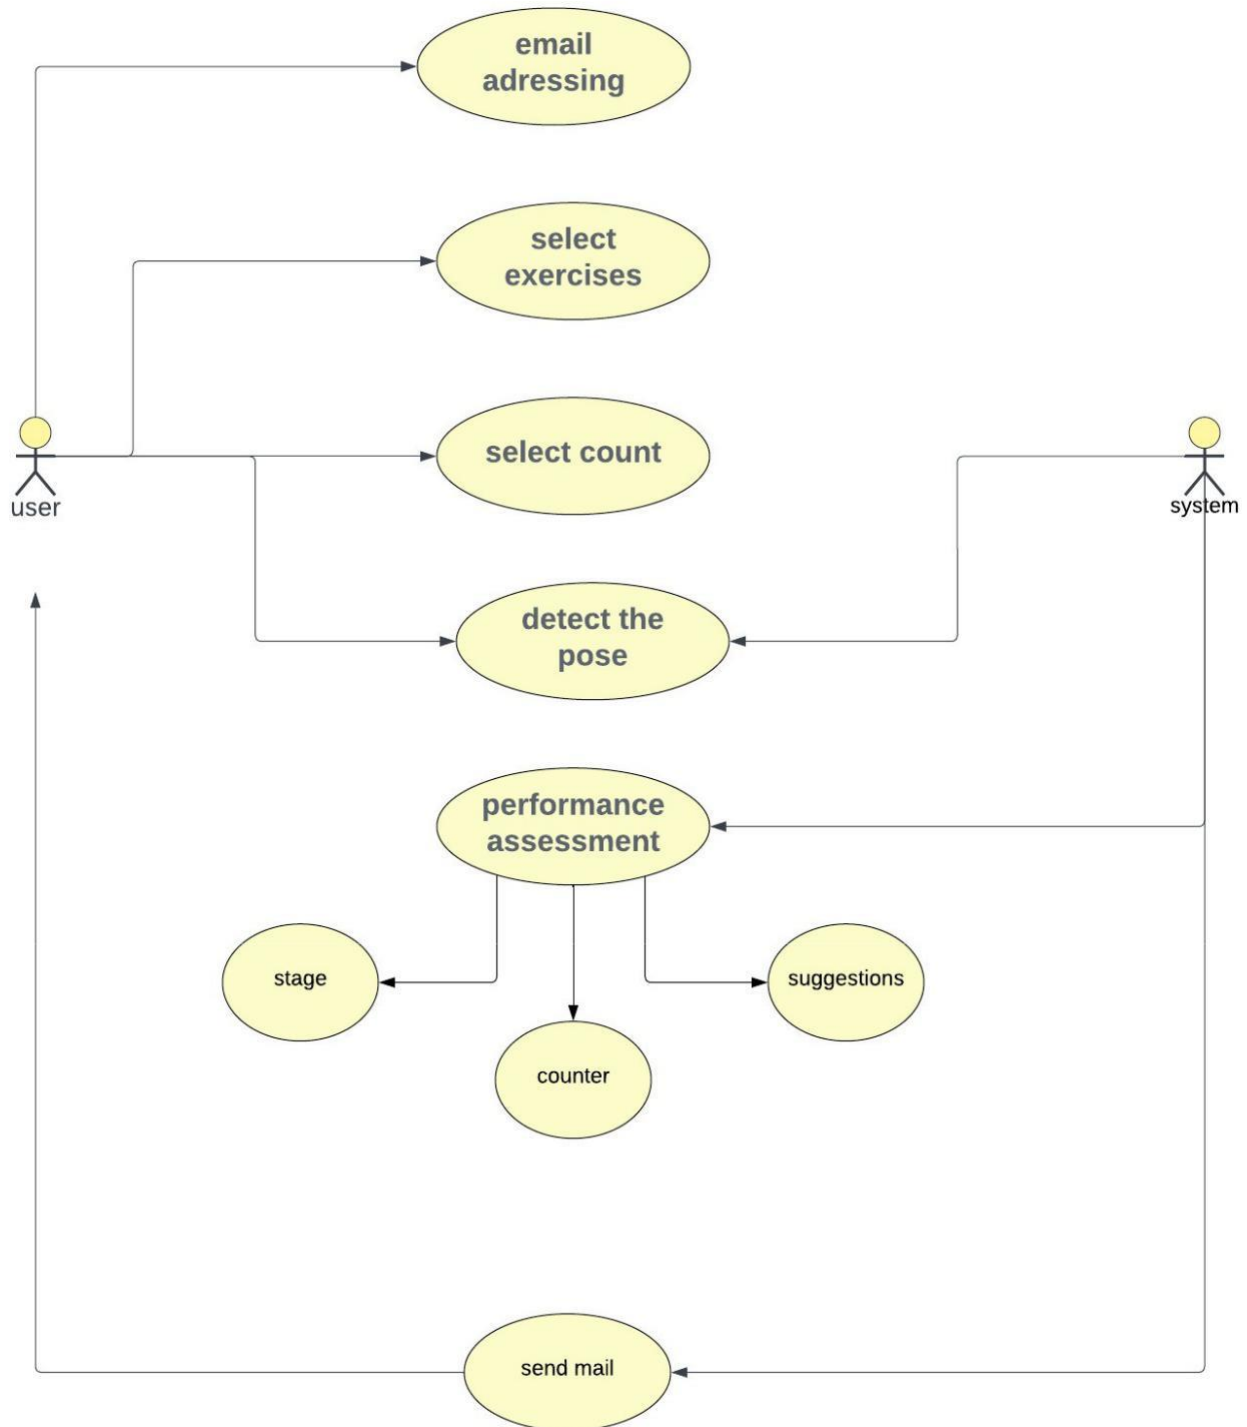 email
adressing
select
exercises
select count
user
system
detect the
pose
performance
assessment
stage
suggestions
counter
send mail